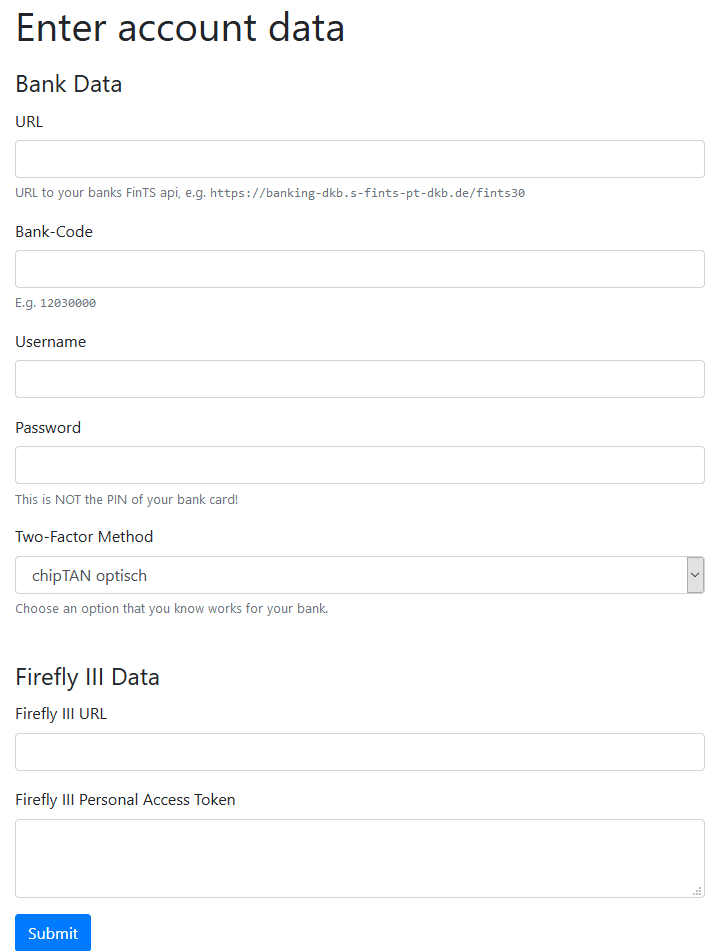 Enter account data
Bank Data
URL
URL to your banks FinTS api, e.g. https://banking-dkb.s-fints-pt-dkb.de/fints30
Bank-Code
E.g. 12030000
Username
Password
This is NOT the PIN of your bank card!
Two-Factor Method
chipTAN optisch
Choose an option that you know works for your bank.
Firefly III Data
Firefly III URL
Firefly III Personal Access Token
Submit